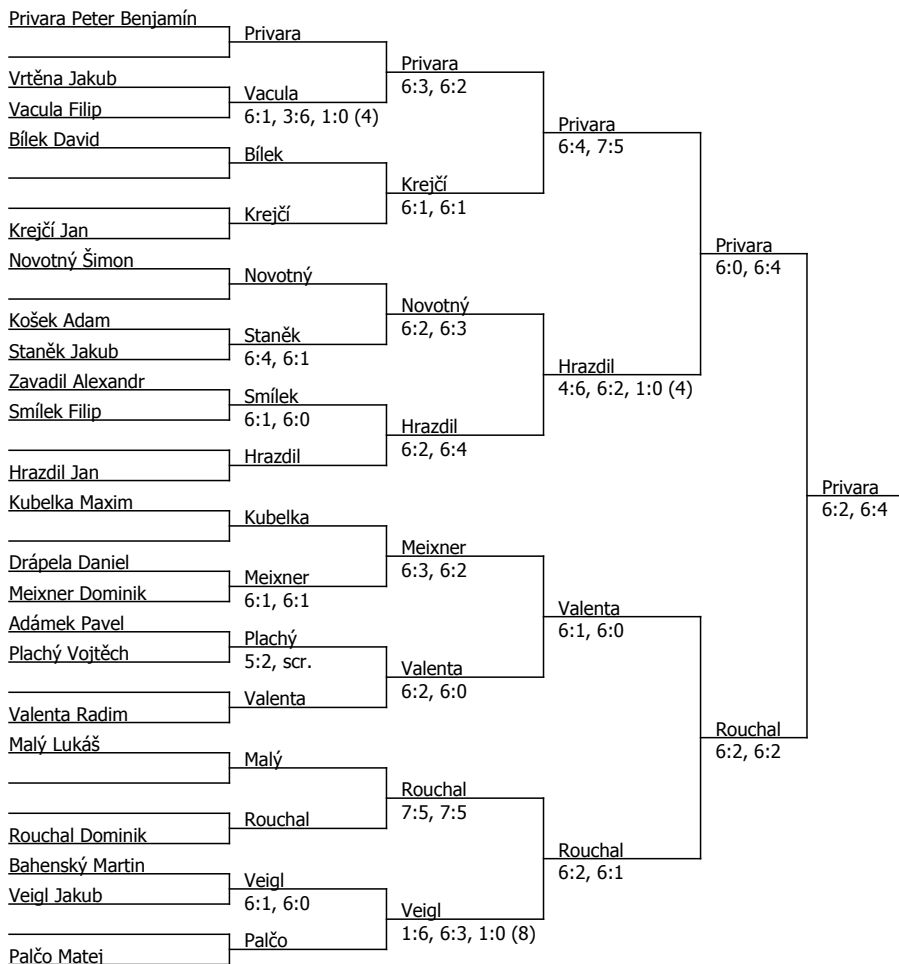 Privara Peter Benjamín
Privara
Privara
6:3, 6:2
Vrtěna Jakub
Vacula
Vacula Filip
6:1, 3:6, 1:0 (4)
Privara
6:4, 7:5
Bílek David
Bílek
Krejčí
6:1, 6:1
Krejčí
Krejčí Jan
Privara
6:0, 6:4
Novotný Šimon
Novotný
Novotný
6:2, 6:3
Košek Adam
Staněk
Staněk Jakub
6:4, 6:1
Hrazdil
4:6, 6:2, 1:0 (4)
Zavadil Alexandr
Smílek
Smílek Filip
6:1, 6:0
Hrazdil
6:2, 6:4
Hrazdil
Hrazdil Jan
Privara
6:2, 6:4
Kubelka Maxim
Kubelka
Meixner
6:3, 6:2
Drápela Daniel
Meixner
Meixner Dominik
6:1, 6:1
Valenta
6:1, 6:0
Adámek Pavel
Plachý
Plachý Vojtěch
5:2, scr.
Valenta
6:2, 6:0
Valenta
Valenta Radim
Rouchal
6:2, 6:2
Malý Lukáš
Malý
Rouchal
7:5, 7:5
Rouchal
Rouchal Dominik
Rouchal
6:2, 6:1
Bahenský Martin
Veigl
Veigl Jakub
6:1, 6:0
Veigl
1:6, 6:3, 1:0 (8)
Palčo
Palčo Matej